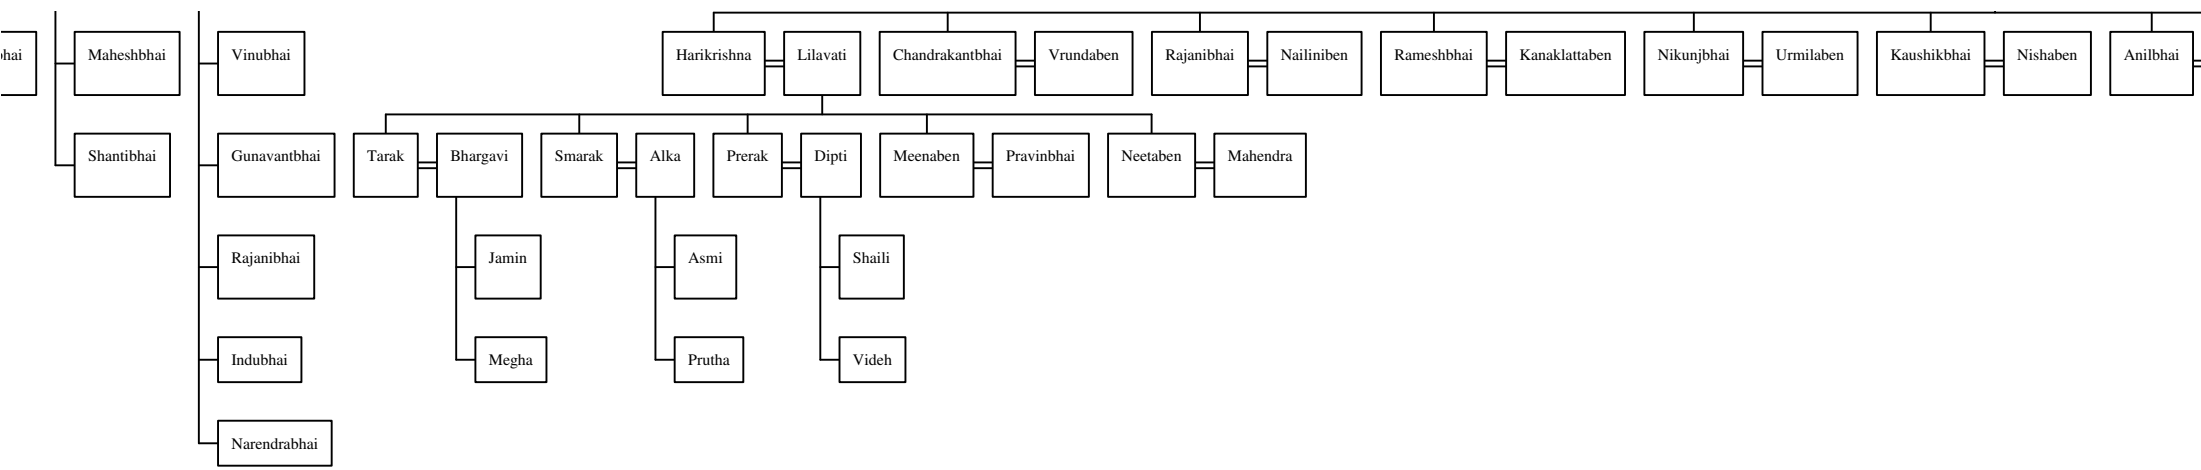 Maheshbhai
Vinubhai
Harikrishna
Lilavati
Chandrakantbhai
Vrundaben
Rajanibhai
Nailiniben
Rameshbhai
Kanaklattaben
Nikunjbhai
Urmilaben
Kaushikbhai
Nishaben
Anilbhai
Shantibhai
Gunavantbhai
Tarak
Bhargavi
Smarak
Alka
Prerak
Dipti
Meenaben
Pravinbhai
Neetaben
Mahendra
Rajanibhai
Jamin
Asmi
Shaili
Indubhai
Megha
Prutha
Videh
Narendrabhai